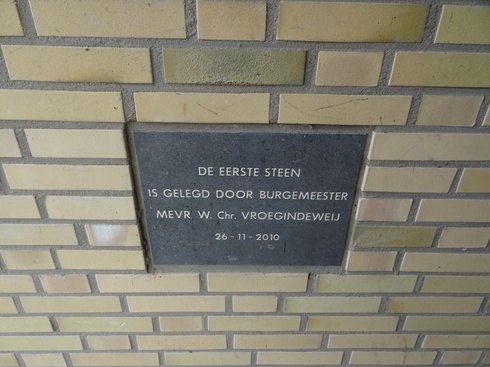 DE EERSTE STEEN
IS GELEGD DOOR BURGEMEESTER
MEVR. W. Chr. VROEGINDEWEIJ
26-11-2010